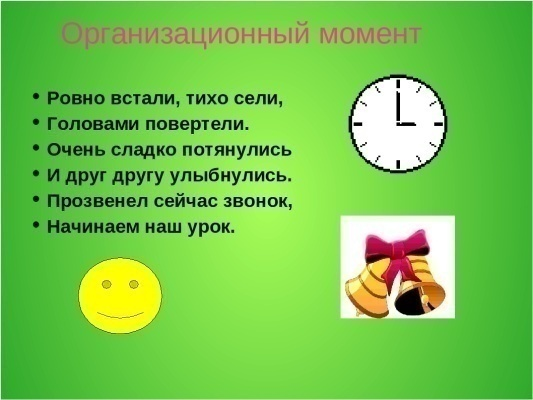 Организационный момент
• Ровно встали, тихо сели,
• Головами повертели.
• Очень сладко потянулись
• И друг другу улыбнулись.
• Прозвенел сейчас звонок,
• Начинаем наш урок.